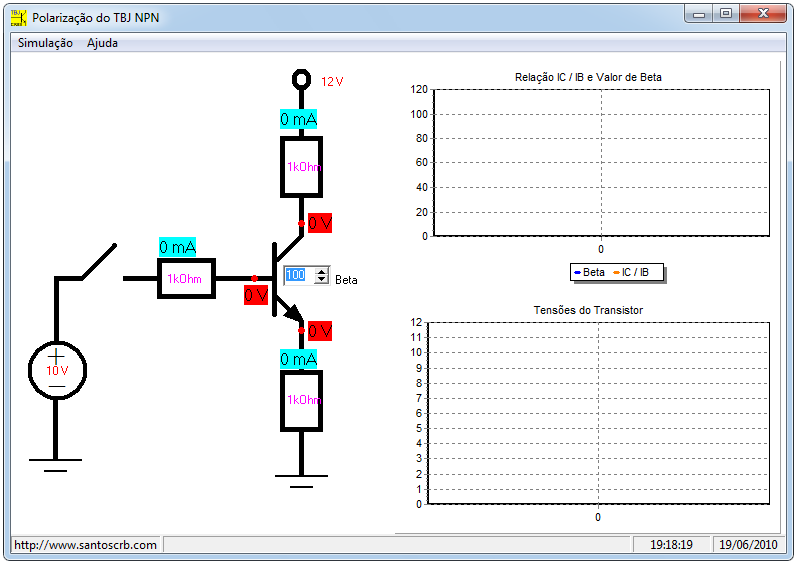 Polarização do TBJ NPN
Simulação Ajuda
12V
0 mA
1kOhm
0 V
0 mA
1kOhm
100
Beta
0 V
0 V
0 mA
1kOhm
+
10V
—
Relação IC / IB e Valor de Beta
120
100
80
60
40
20
0
0
Beta IC / IB
Tensões do Transistor
12
11
10
9
8
7
6
5
4
3
2
1
0
0
http://www.santoscrb.com 19:18:19 19/06/2010